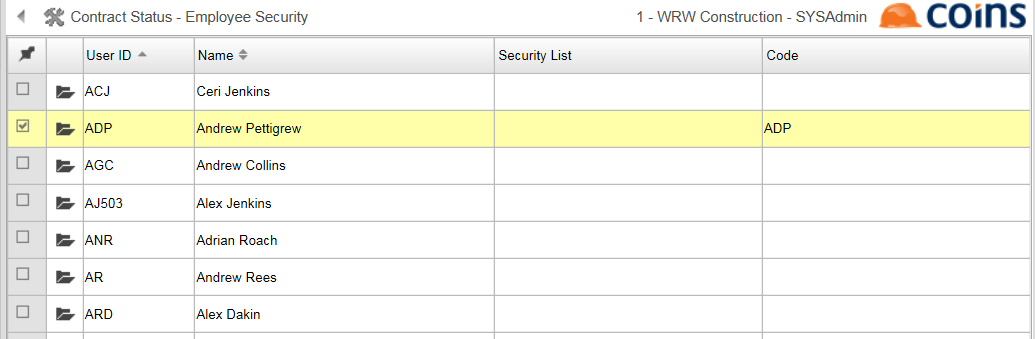 Contract Status - Employee Security 1 - WRW Construction - SYSAdmin coins
User ID Name Security List Code
ACJ Ceri Jenkins
ADP Andrew Pettigrew ADP
AGC Andrew Collins
AJ503 Alex Jenkins
ANR Adrian Roach
AR Andrew Rees
ARD Alex Dakin